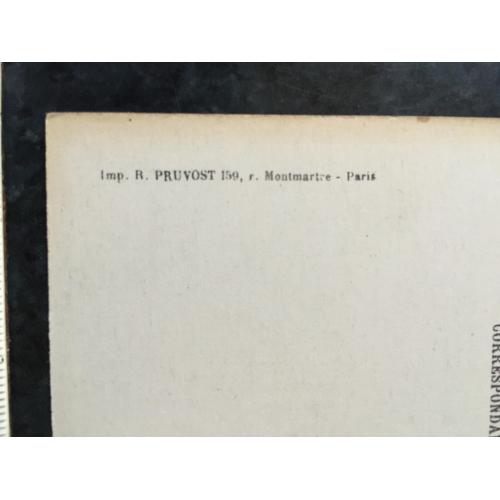 Imp. R. PRUVOST 159, r. Montmartre - Paris
CORRESPONDA